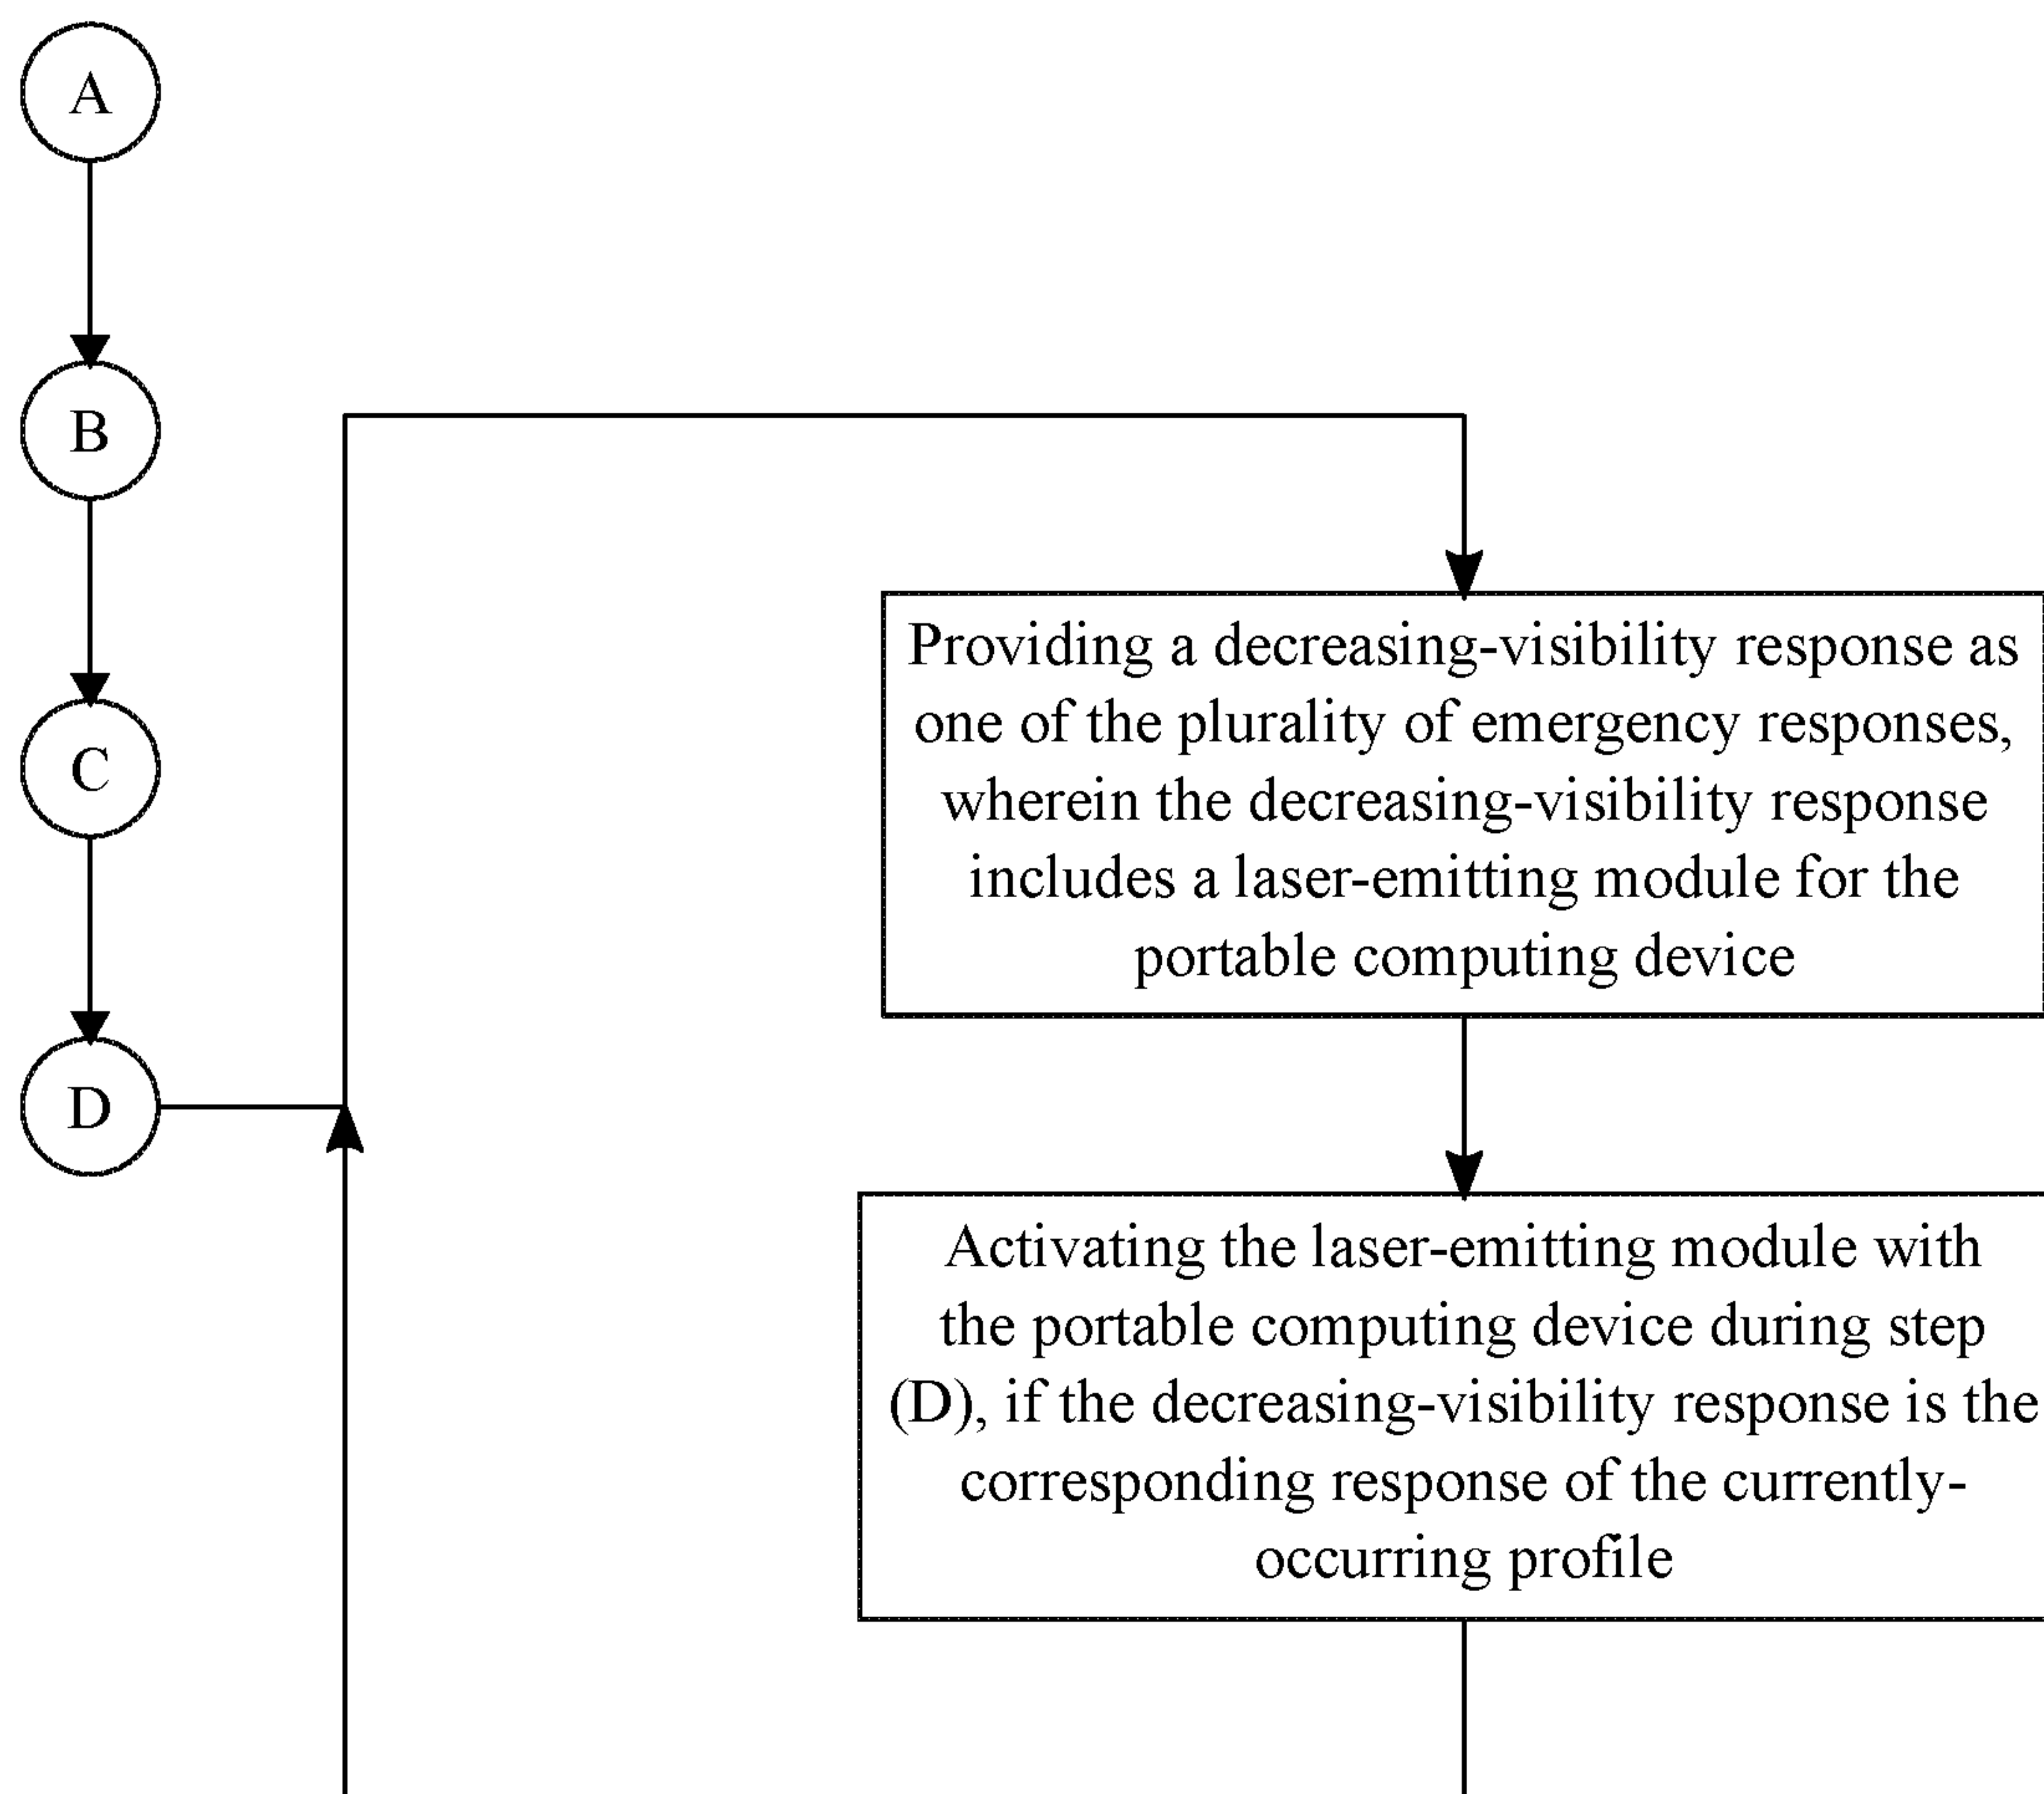 A
B
C
D
Providing a decreasing-visibility response as
one of the plurality of emergency responses,
wherein the decreasing-visibility response
includes a laser-emitting module for the
portable computing device
Activating the laser-emitting module with
the portable computing device during step
(D), if the decreasing-visibility response is the
corresponding response of the currently-
occurring profile